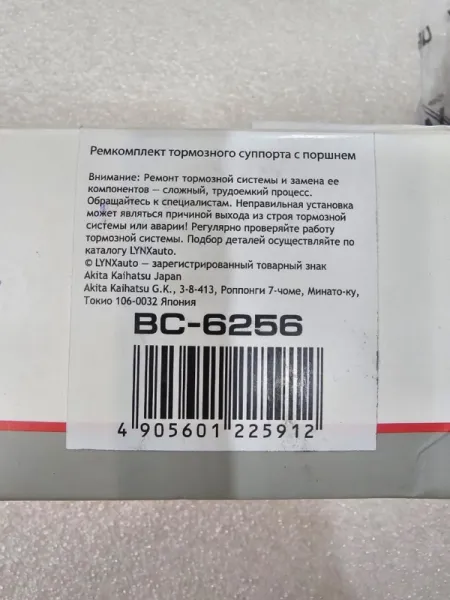 Ремкомплект тормозного суппорта с поршнем
Внимание: Ремонт тормозной системы и замена ее
компонентов – сложный, трудоемкий процесс.
Обращайтесь к специалистам. Неправильная установка
может являться причиной выхода из строя тормозной
системы или аварии! Регулярно проверяйте работу
тормозной системы. Подбор деталей осуществляйте по
каталогу LYNXauto.
© LYNXauto – зарегистрированный товарный знак
Akita Kaihatsu Japan
Akita Kaihatsu G.K., 3-8-413, Роппонги 7-чоме, Минато-ку,
Токио 106-0032 Япония
BC-6256
4 905601 225912